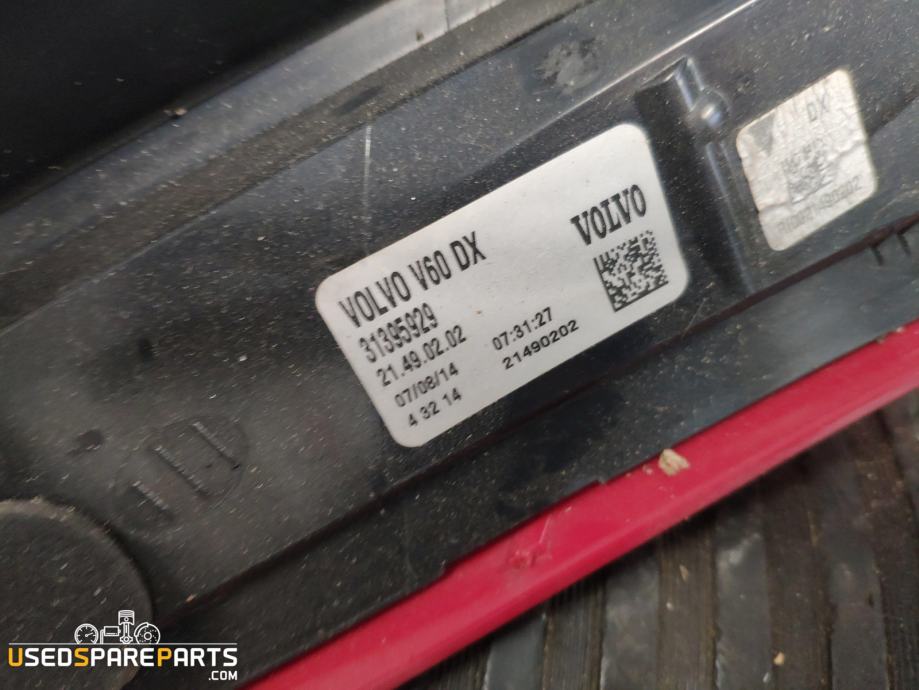 VOLVO V60 DX
VOLVO
31395929
21.49.02.02
07/08/14 07:31:27
4 32 14 21490202
DX
USEDSPAREPARTS
.COM